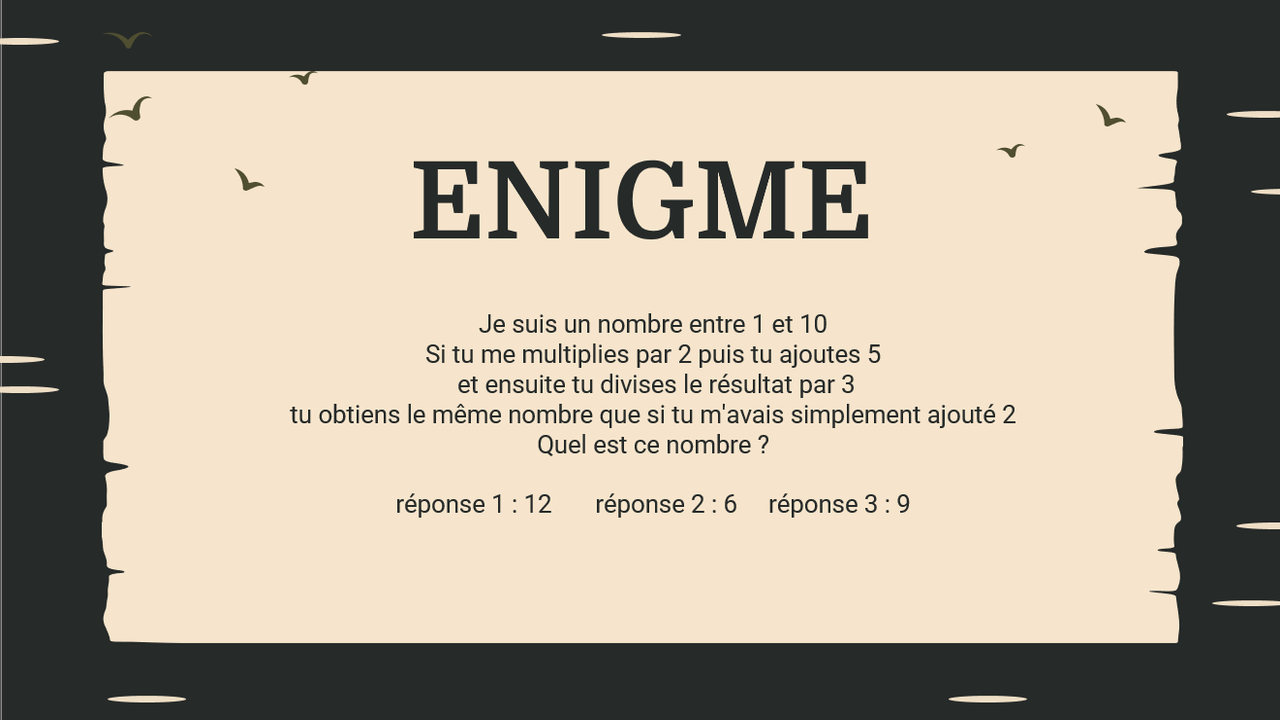 ENIGME
Je suis un nombre entre 1 et 10
Si tu me multiplies par 2 puis tu ajoutes 5
et ensuite tu divises le résultat par 3
tu obtiens le même nombre que si tu m'avais simplement ajouté 2
Quel est ce nombre ?
réponse 1 : 12 réponse 2 : 6 réponse 3 : 9